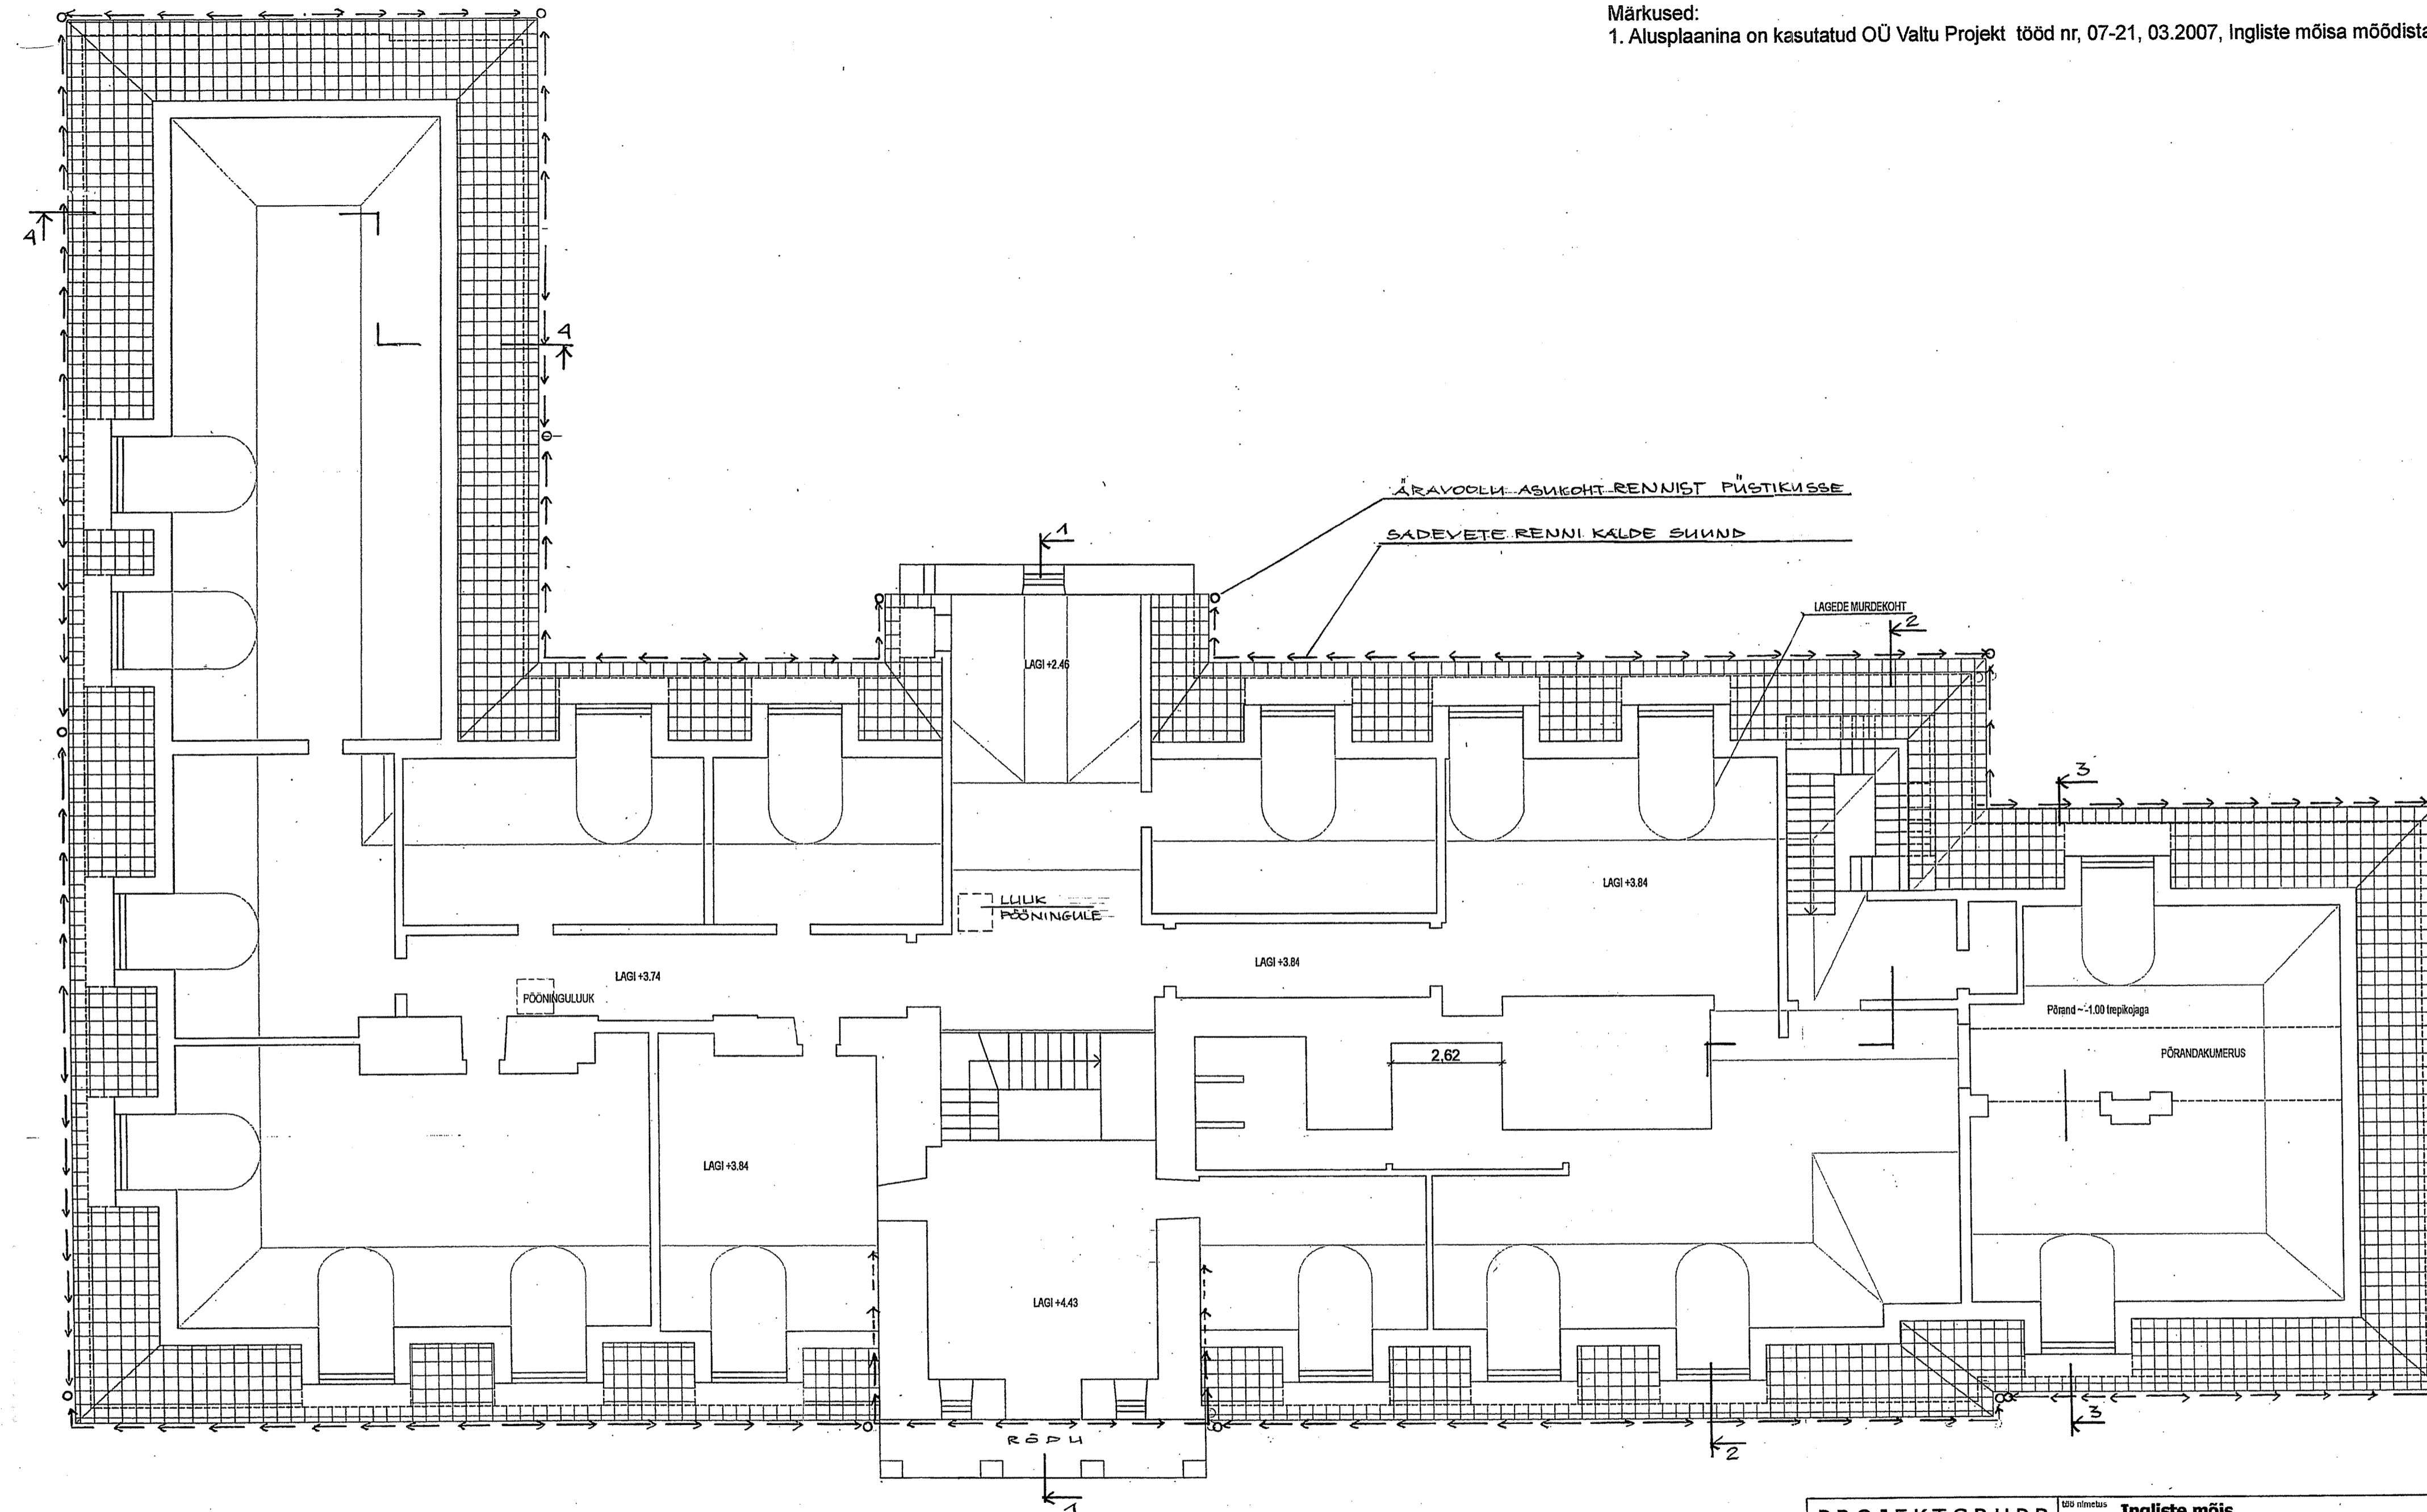 Märkused:
1. Alusplaanina on kasutatud OÜ Valtu Projekt tööd nr, 07-21, 03.2007, Ingliste mõisa mõõdista
4
4
ÄRAVOOLU ASUKOHT RENNIST PÜSTIKUSSE
1
SADEVETE RENNI KALDE SUUND
LAGEDE MURDEKOHT
2
LAGI +2.46
3
LAGI +3.84
LUUK
PÖÖNINGULE
LAGI +3.74
LAGI +3.84
PÖÖNINGULUUK
Põrand ~-1.00 trepikojaga
2,62
PÕRANDAKUMERUS
LAGI +3.84
LAGI +4.43
RÕDU
3
2
1
PROJEKTGRUPP
töö nimetus Ingliste mõis